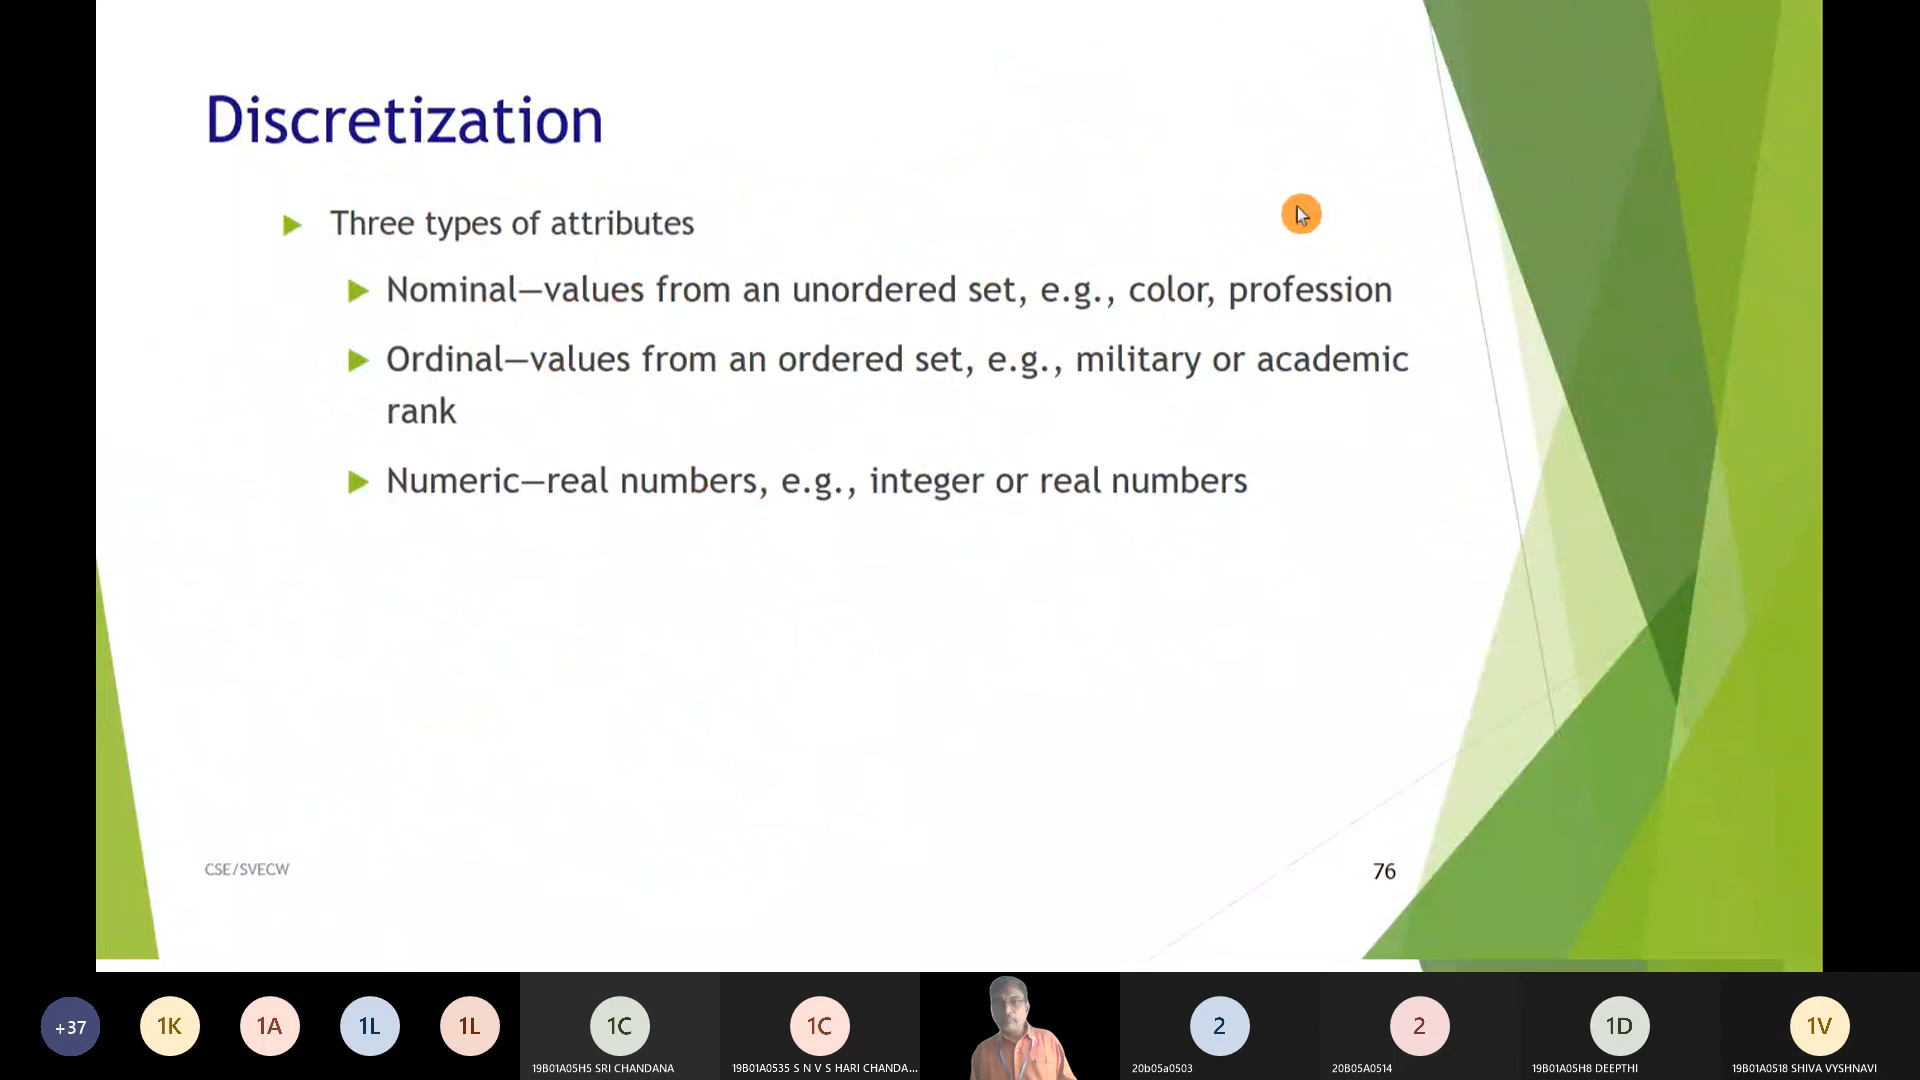 Discretization
Three types of attributes
Nominal—values from an unordered set, e.g., color, profession
Ordinal—values from an ordered set, e.g., military or academic
rank
Numeric—real numbers, e.g., integer or real numbers
CSE/SVECW
76
+37
1K
1A
1L
1L
1C
1C
2
2
1D
1V
19B01A05H5 SRI CHANDANA
19B01A0535 S N V S HARI CHANDA...
20b05a0503
20B05A0514
19B01A05H8 DEEPTHI
19B01A0518 SHIVA VYSHNAVI